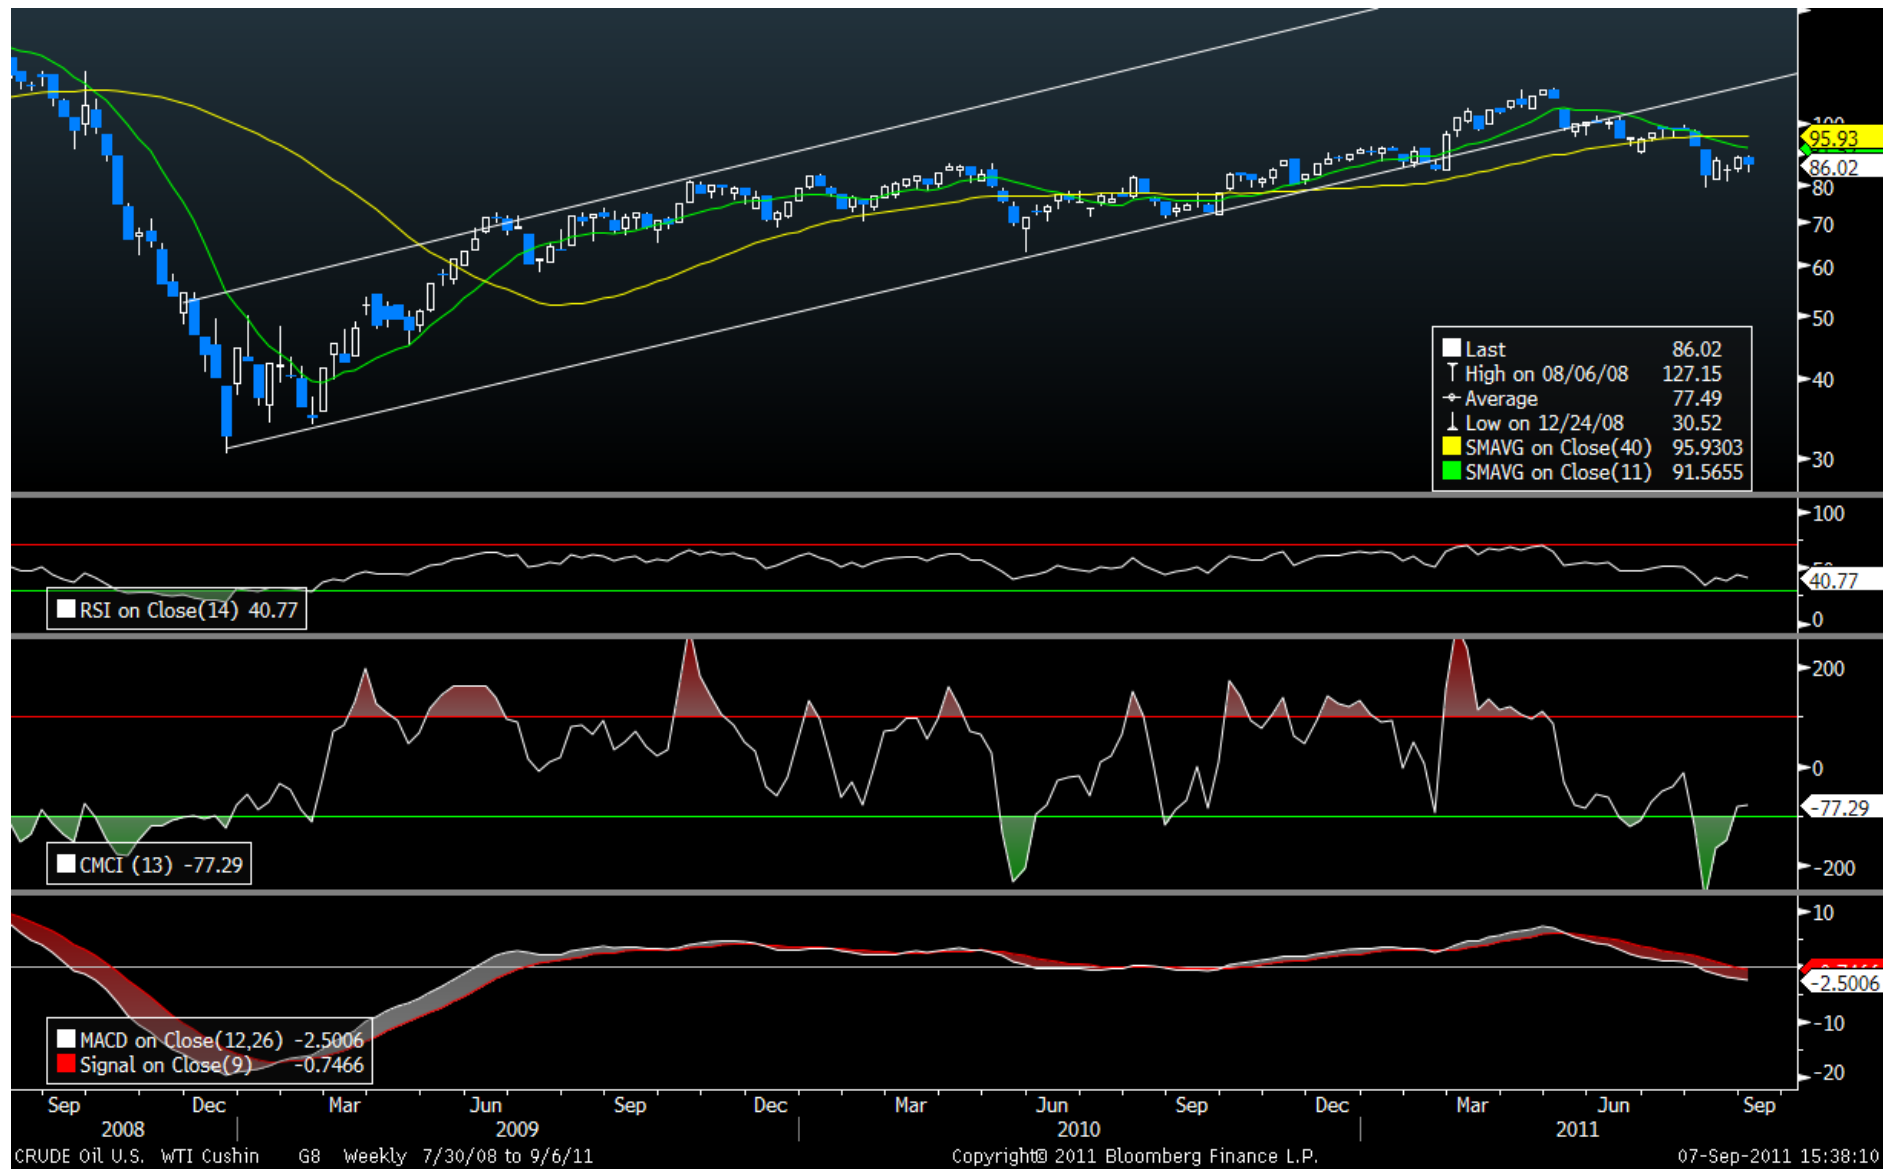 100
95.93
86.02
80
70
60
50
40
30
Last 86.02
High on 08/06/08 127.15
Average 77.49
Low on 12/24/08 30.52
SMAVG on Close(40) 95.9303
SMAVG on Close(11) 91.5655
100
50
40.77
0
RSI on Close(14) 40.77
200
0
-77.29
-200
CMCI (13) -77.29
10
-0.7466
-2.5006
-10
-20
MACD on Close(12,26) -2.5006
Signal on Close(9) -0.7466
Sep Dec Mar Jun Sep Dec Mar Jun Sep Dec Mar Jun Sep
2008 2009 2010 2011
CRUDE Oil U.S. WTI Cushin G8 Weekly 7/30/08 to 9/6/11 Copyright© 2011 Bloomberg Finance L.P. 07-Sep-2011 15:38:10